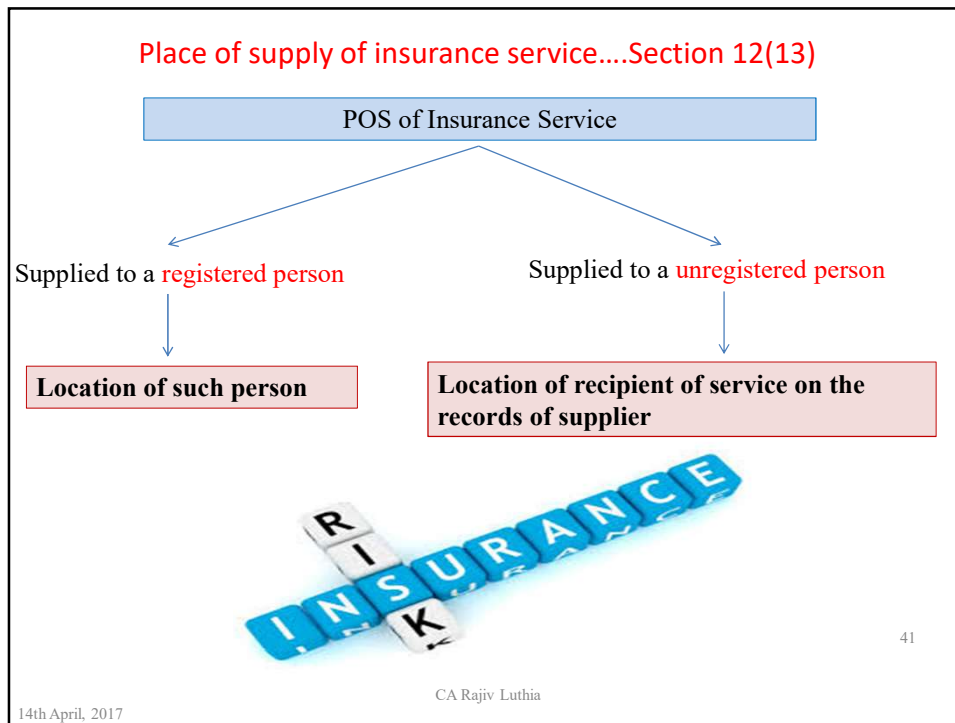 Place of supply of insurance service....Section 12(13)
POS of Insurance Service
Supplied to a registered person
Supplied to a unregistered person
Location of such person
Location of recipient of service on the
records of supplier
RISK
INSURANCE
41
CA Rajiv Luthia
14th April, 2017